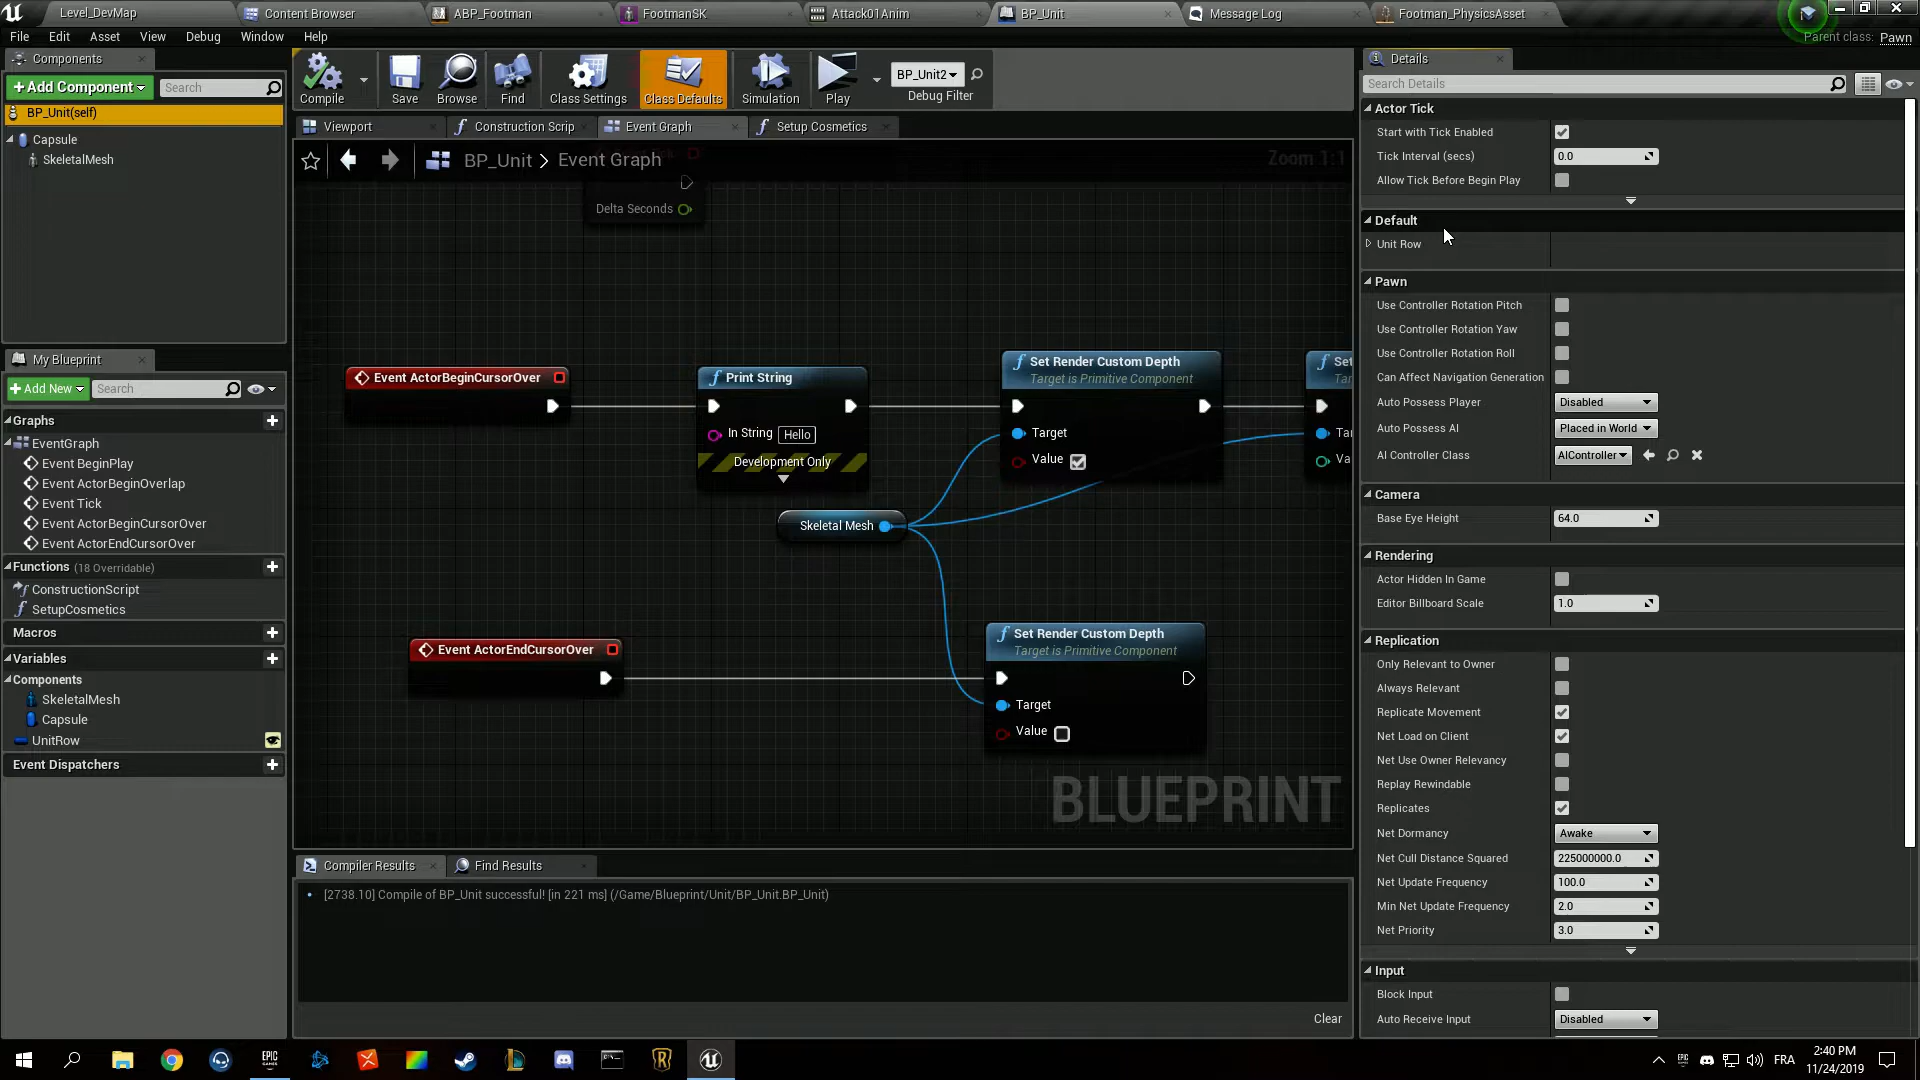 Level_DevMap
Content Browser
ABP_Footman
FootmanSK
Attack01Anim
BP_Unit
Message Log
Footman_PhysicsAsset
File Edit Asset View Debug Window Help
Parent class: Pawn
Components
+Add Component
Search
BP_Unit(self)
Capsule
SkeletalMesh
My Blueprint
+Add New
Search
Graphs
EventGraph
Event BeginPlay
Event ActorBeginOverlap
Event Tick
Event ActorBeginCursorOver
Event ActorEndCursorOver
Functions (18 Overridable)
ConstructionScript
SetupCosmetics
Macros
Variables
Components
SkeletalMesh
Capsule
UnitRow
Event Dispatchers
Compile
Save
Browse
Find
Class Settings
Class Defaults
Simulation
Play
BP_Unit2
Debug Filter
Viewport
Construction Scrip
Event Graph
Setup Cosmetics
BP_Unit > Event Graph
Zoom 1:1
Delta Seconds
Event ActorBeginCursorOver
Print String
In String Hello
Development Only
Set Render Custom Depth
Target is Primitive Component
Target
Value
Set
Tar
Tar
Va
Skeletal Mesh
Event ActorEndCursorOver
Set Render Custom Depth
Target is Primitive Component
Target
Value
BLUEPRINT
Compiler Results
Find Results
[2738.10] Compile of BP_Unit successful! [in 221 ms] (/Game/Blueprint/Unit/BP_Unit.BP_Unit)
Clear
Details
Search Details
Actor Tick
Start with Tick Enabled
Tick Interval (secs) 0.0
Allow Tick Before Begin Play
Default
Unit Row
Pawn
Use Controller Rotation Pitch
Use Controller Rotation Yaw
Use Controller Rotation Roll
Can Affect Navigation Generation
Auto Possess Player Disabled
Auto Possess AI Placed in World
AI Controller Class AIController
Camera
Base Eye Height 64.0
Rendering
Actor Hidden In Game
Editor Billboard Scale 1.0
Replication
Only Relevant to Owner
Always Relevant
Replicate Movement
Net Load on Client
Net Use Owner Relevancy
Replay Rewindable
Replicates
Net Dormancy Awake
Net Cull Distance Squared 225000000.0
Net Update Frequency 100.0
Min Net Update Frequency 2.0
Net Priority 3.0
Input
Block Input
Auto Receive Input Disabled
FRA
2:40 PM
11/24/2019